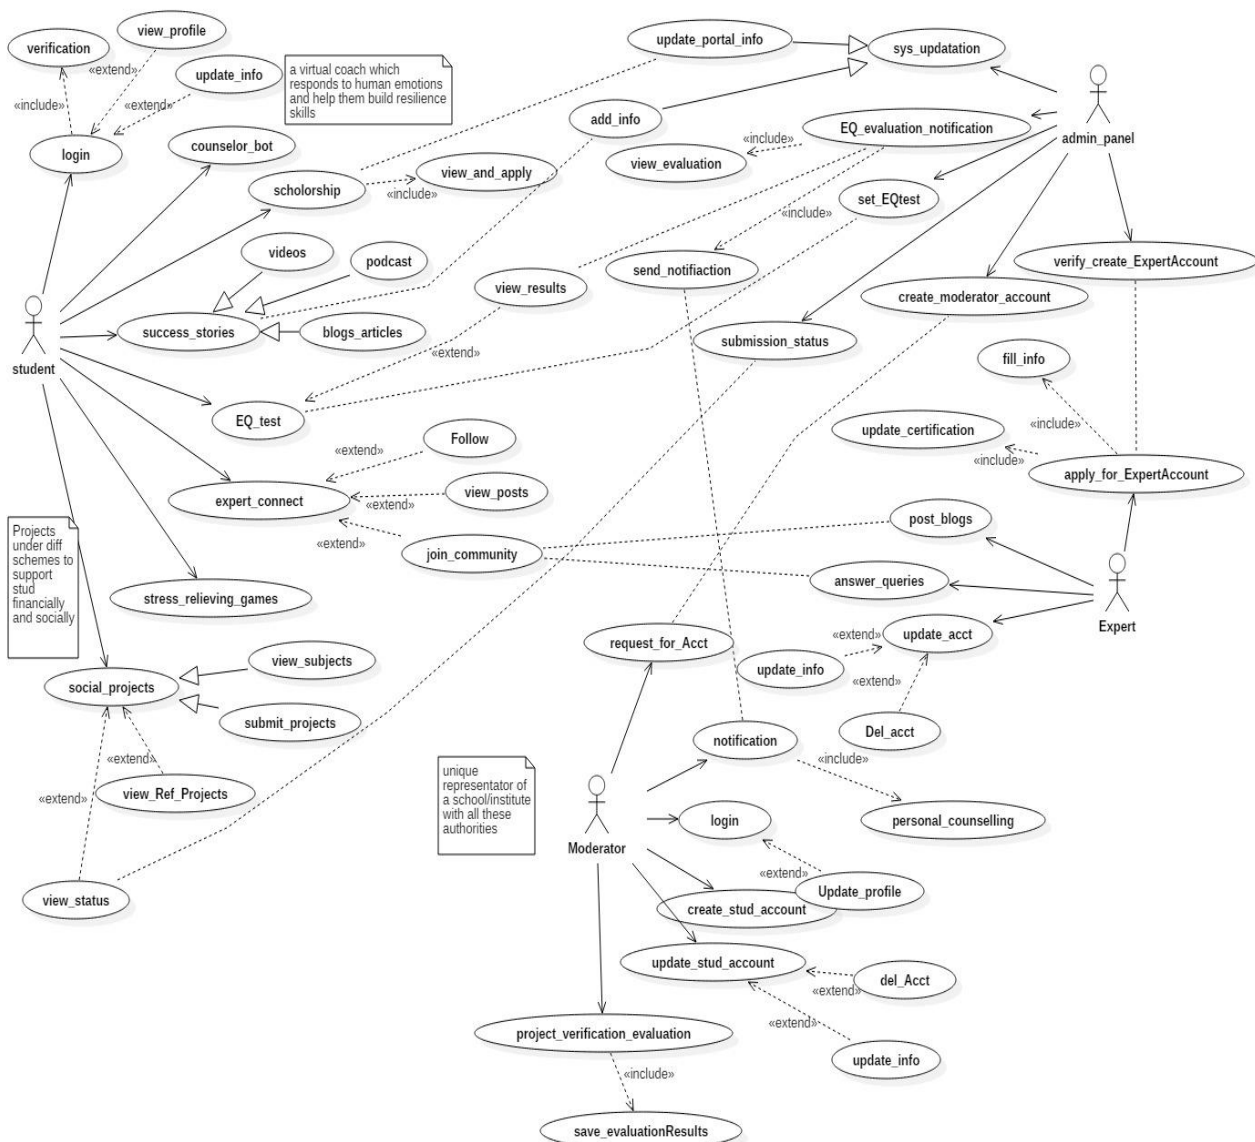 view_profile
verification
«extend»
update_info
«include»
«extend»
login
a virtual coach which
responds to human emotions
and help them build resilience
skills
counselor_bot
scholorship
view_and_apply
«include»
update_portal_info
sys_updatation
add_info
EQ_evaluation_notification
«include»
view_evaluation
admin_panel
set_EQtest
«include»
send_notifiaction
verify_create_ExpertAccount
create_moderator_account
submission_status
videos
podcast
view_results
success_stories
blogs_articles
«extend»
student
EQ_test
fill_info
«include»
update_certification
«include»
apply_for_ExpertAccount
Follow
«extend»
view_posts
expert_connect
«extend»
«extend»
join_community
post_blogs
answer_queries
Expert
Projects
under diff
schemes to
support
stud
financially
and socially
stress_relieving_games
request_for_Acct
«extend»
update_acct
update_info
«extend»
Del_acct
view_subjects
social_projects
submit_projects
«extend»
view_Ref_Projects
«extend»
view_status
notification
«include»
personal_counselling
unique
representator of
a school/institute
with all these
authorities
Moderator
login
«extend»
Update_profile
create_stud_account
update_stud_account
del_Acct
«extend»
«extend»
update_info
project_verification_evaluation
«include»
save_evaluationResults